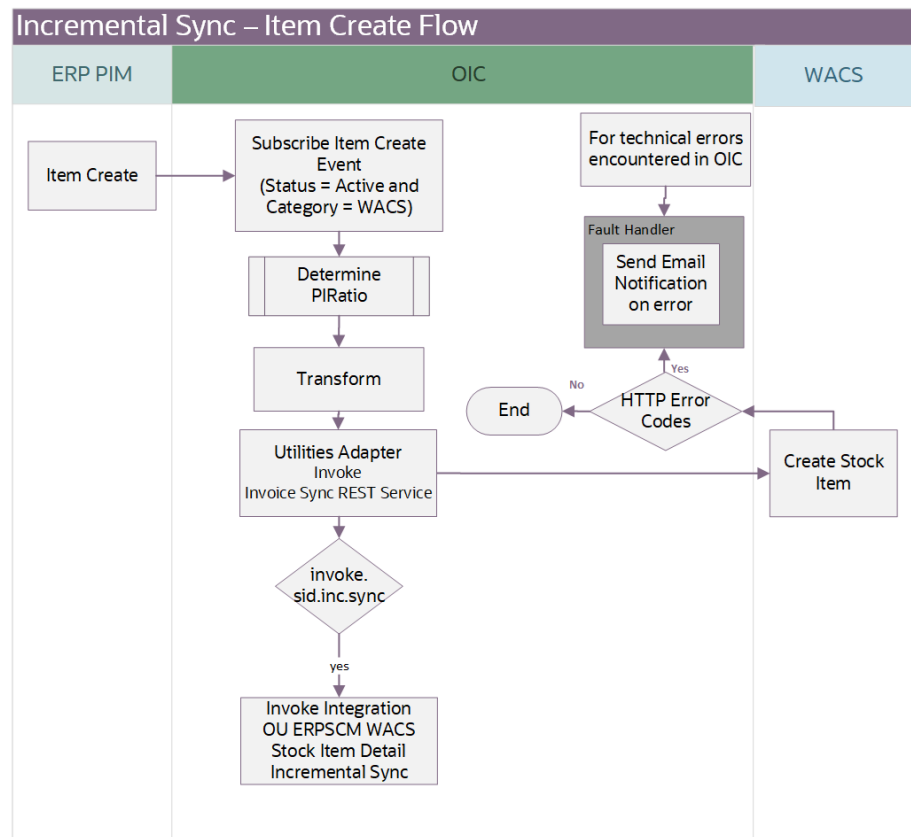 Incremental Sync – Item Create Flow
ERP PIM
OIC
WACS
Item Create
Subscribe Item Create
Event
(Status = Active and
Category = WACS)
Determine
PIRatio
Transform
Utilities Adapter
Invoke
Invoice Sync REST Service
invoke.
sid.inc.sync
yes
Invoke Integration
OU ERPSCM WACS
Stock Item Detail
Incremental Sync
For technical errors
encountered in OIC
Fault Handler
Send Email
Notification
on error
Yes
No
HTTP Error
Codes
End
Create Stock
Item